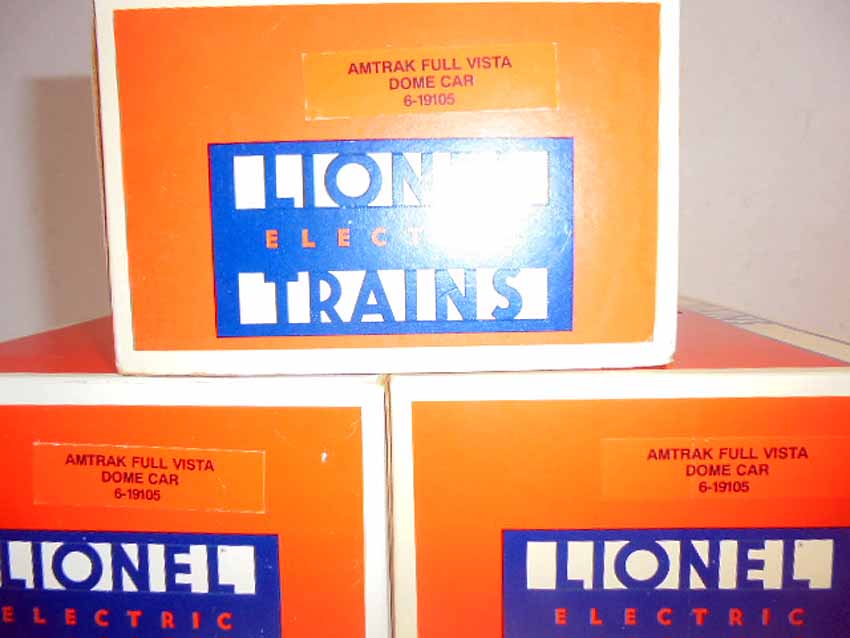 AMTRAK FULL VISTA
DOME CAR
6-19105
LIONEL
ELECT
TRAINS
AMTRAK FULL VISTA
DOME CAR
6-19105
LIONEL
ELECTRIC
AMTRAK FULL VISTA
DOME CAR
6-19105
LIONEL
ELECTRIC